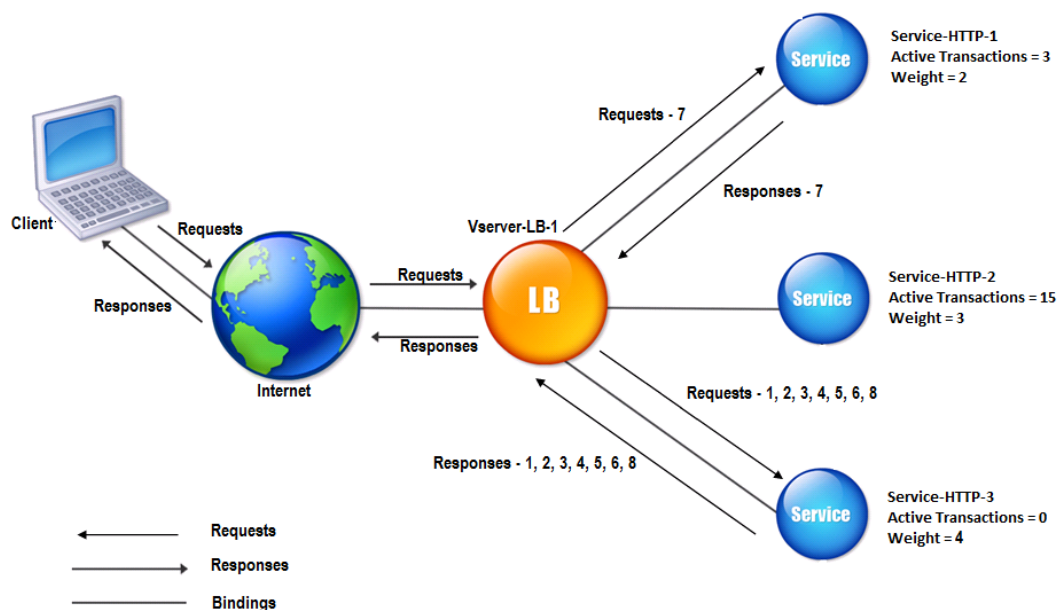 Service-HTTP-1
Active Transactions = 3
Weight = 2
Service
Requests - 7
Responses - 7
Client
Requests
Responses
Internet
Requests
Responses
Vserver-LB-1
LB
Service
Service-HTTP-2
Active Transactions = 15
Weight = 3
Requests - 1, 2, 3, 4, 5, 6, 8
Responses - 1, 2, 3, 4, 5, 6, 8
Service
Service-HTTP-3
Active Transactions = 0
Weight = 4
Requests
Responses
Bindings